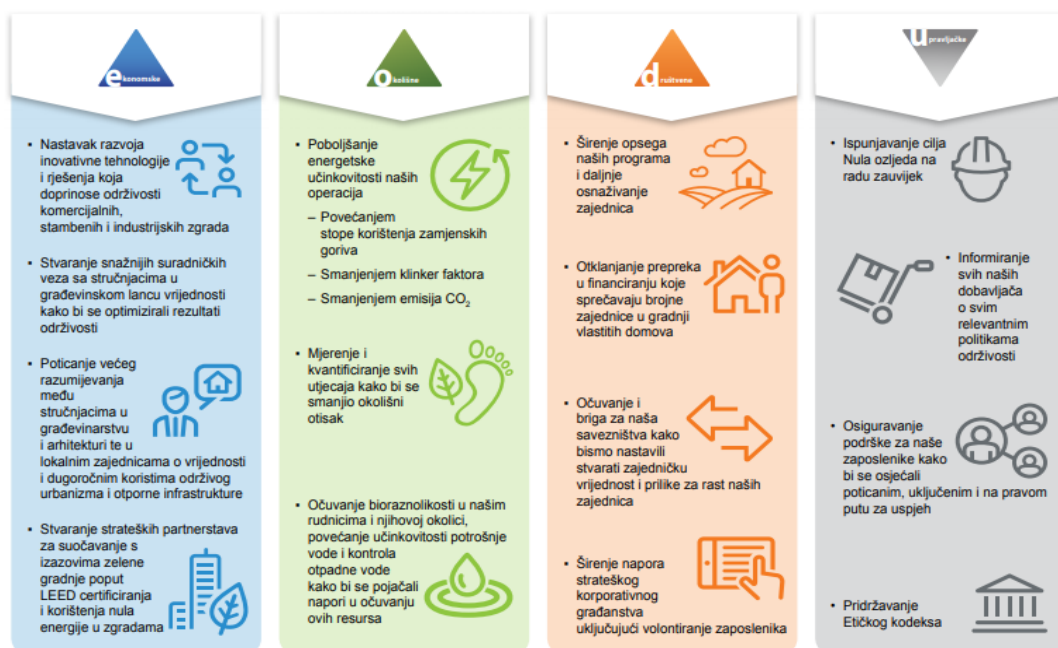 ekonomske
Nastavak razvoja
inovativne tehnologije
i rješenja koja
doprinose održivosti
komercijalnih,
stambenih i industrijskih zgrada
Stvaranje snažnijih suradničkih
veza sa stručnjacima u
građevinskom lancu vrijednosti
kako bi se optimizirali rezultati
održivosti
Poticanje većeg
razumijevanja
među
stručnjacima u
građevinarstvu
i arhitekturi te u
lokalnim zajednicama o vrijednosti
i dugoročnim koristima održivog
urbanizma i otporne infrastrukture
Stvaranje strateških partnerstava
za suočavanje s
izazovima zelene
gradnje poput
LEED certificiranja
i korištenja nula
energije u zgradama
okolišne
Poboljšanje
energetske
učinkovitosti naših
operacija
– Povećanjem
stope korištenja zamjenskih
goriva
– Smanjenjem klinker faktora
– Smanjenjem emisija CO₂
Mjerenje i
kvantificiranje svih
utjecaja kako bi se
smanjio okolišni
otisak
Očuvanje bioraznolikosti u našim
rudnicima i njihovoj okolici,
povećanje učinkovitosti potrošnje
vode i kontrola
otpadne vode
kako bi se pojačali
napori u očuvanju
ovih resursa
društvene
Širenje opsega
naših programa
i daljnje
osnaživanje
zajednica
Otklanjanje prepreka
u financiranju koje
sprečavaju brojne
zajednice u gradnji
vlastitih domova
Očuvanje i
briga za naša
savezništva kako
bismo nastavili
stvarati zajedničku
vrijednost i prilike za rast naših
zajednica
Širenje napora
strateškog
korporativnog
građanstva
uključujući volontiranje zaposlenika
upravljačke
Ispunjavanje cilja
Nula ozljeda na
radu zauvijek
Informiranje
svih naših
dobavljača
o svim
relevantnim
politikama
održivosti
Osiguravanje
podrške za naše
zaposlenike kako
bi se osjećali
poticanim, uključenim i na pravom
putu za uspjeh
Pridržavanje
Etičkog kodeksa